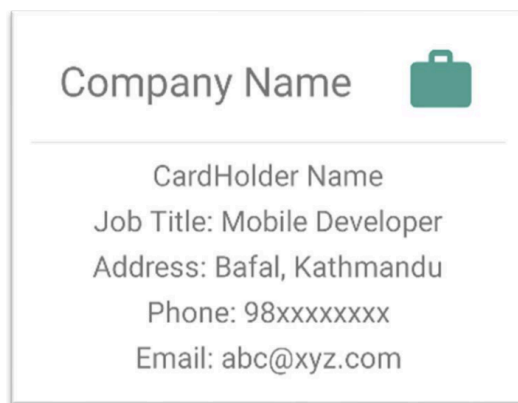 Company Name
CardHolder Name
Job Title: Mobile Developer
Address: Bafal, Kathmandu
Phone: 98xxxxxxxx
Email: abc@xyz.com